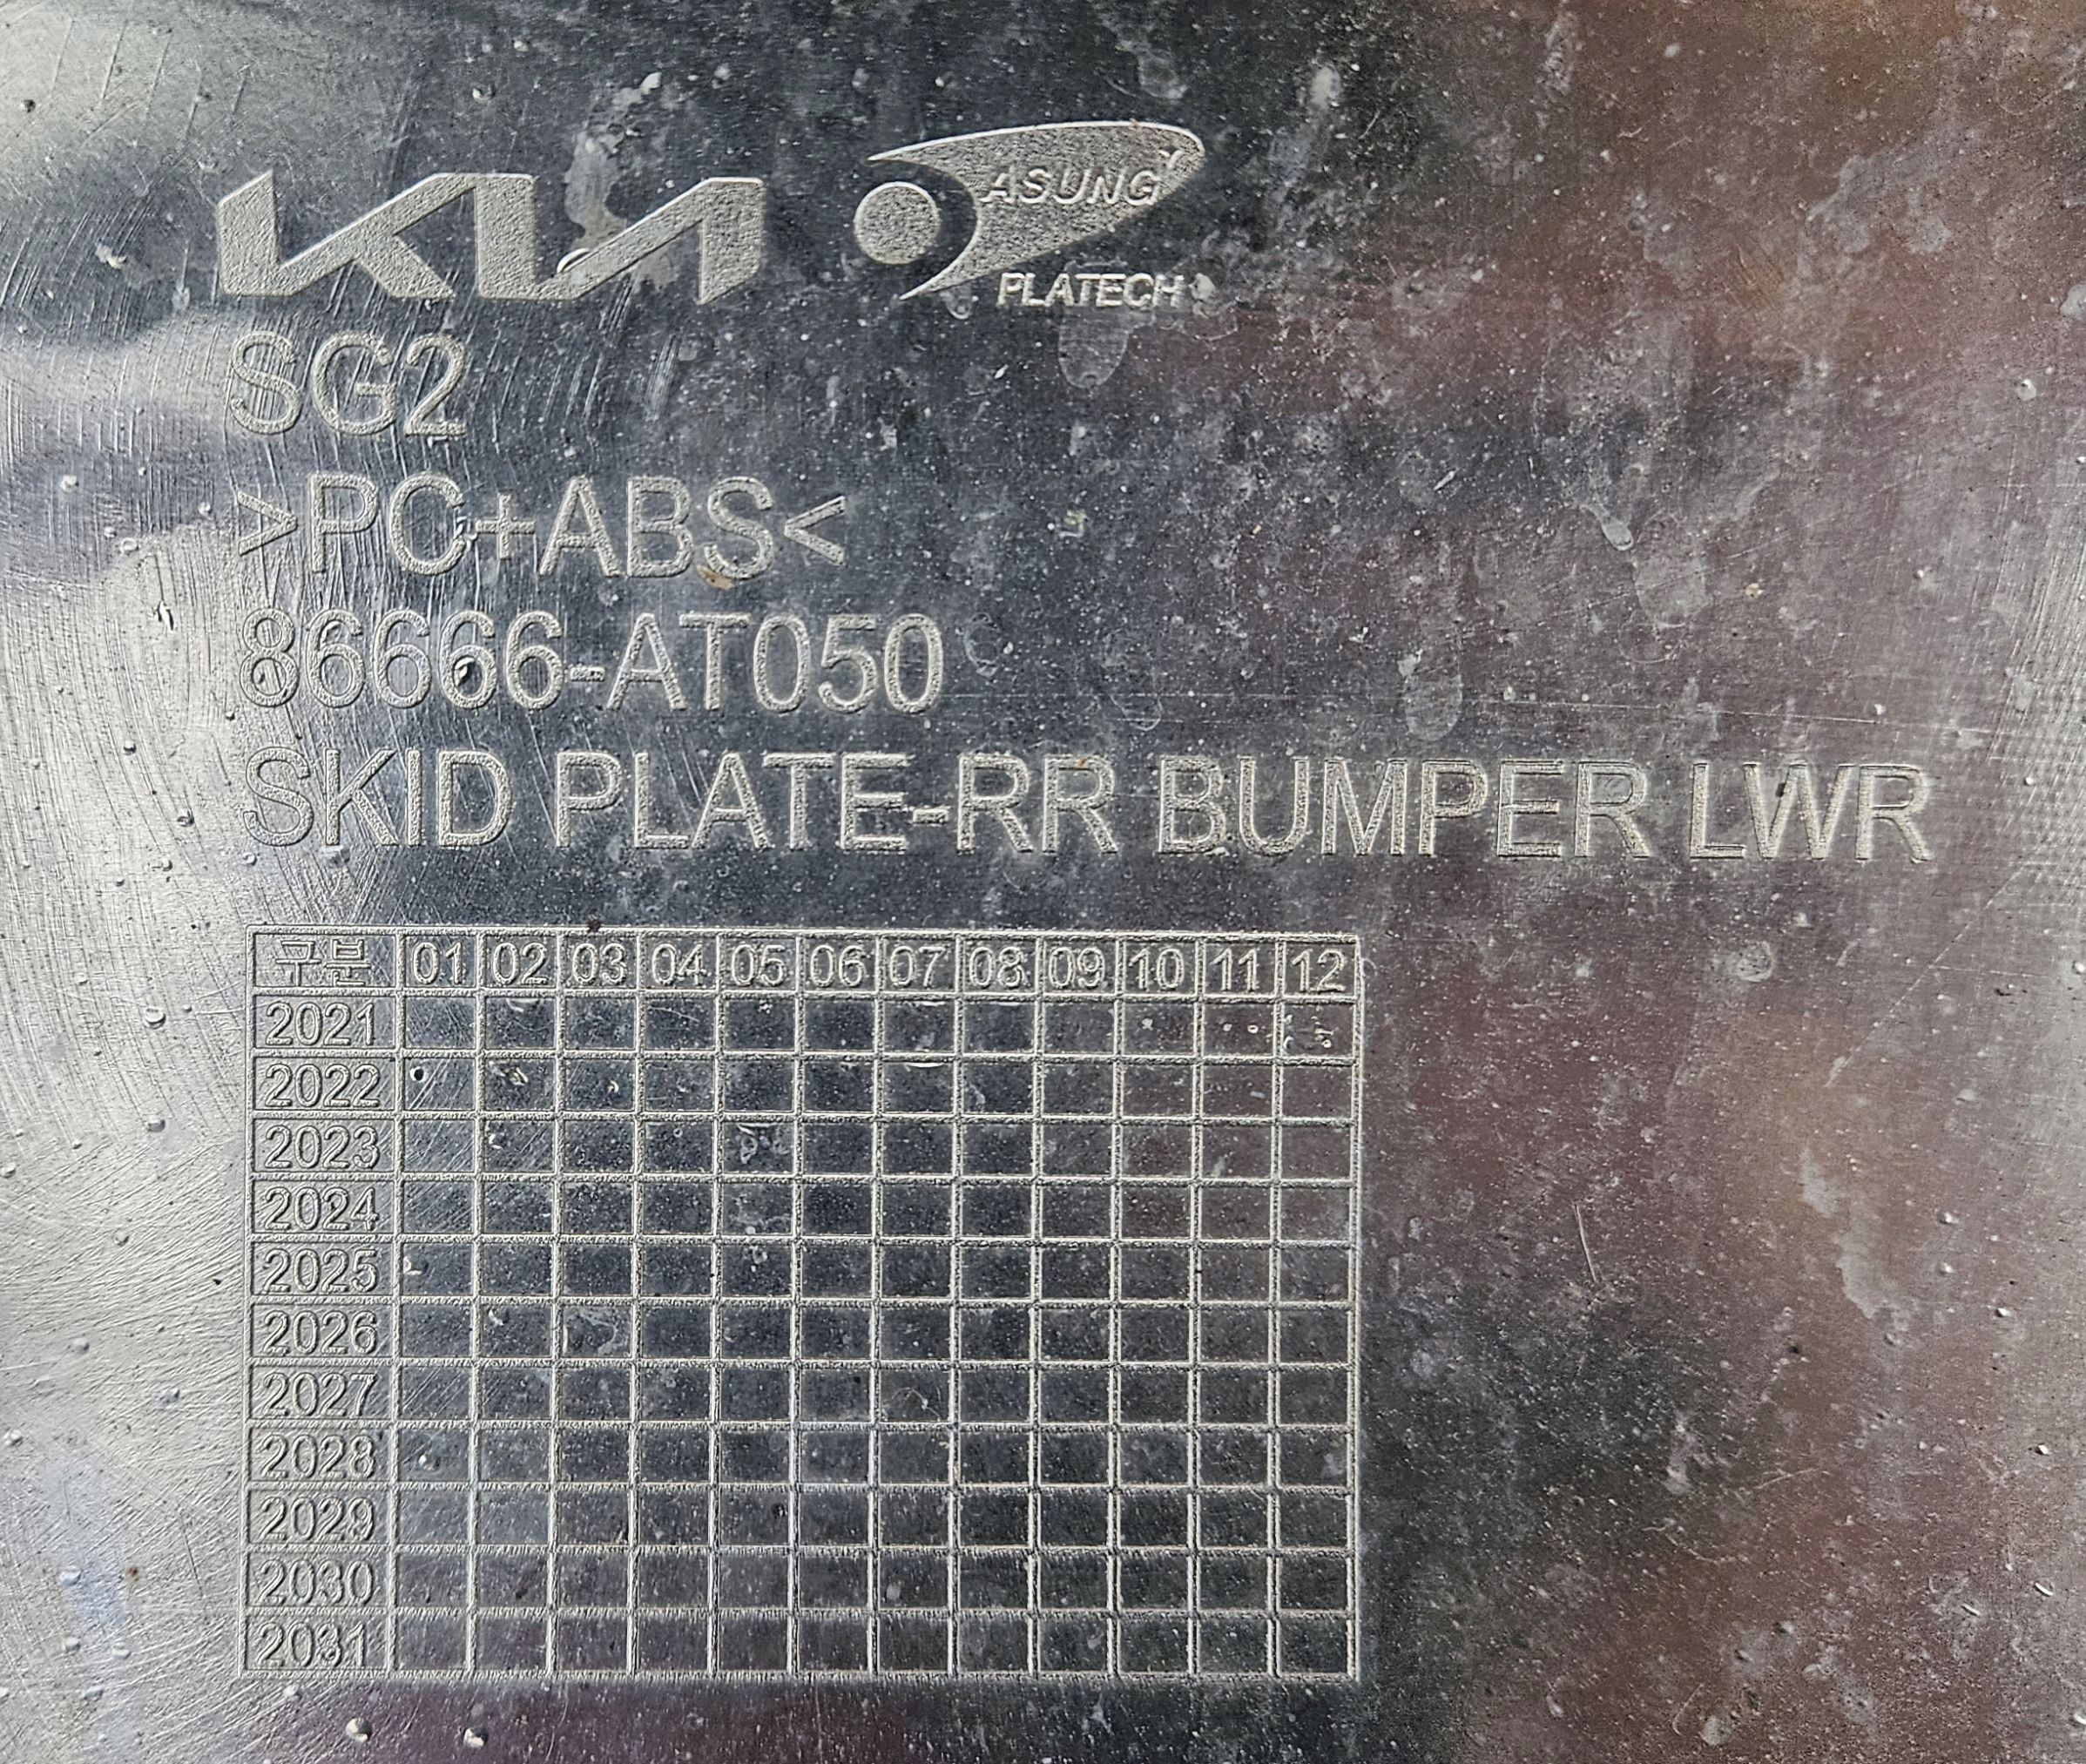 KIA ASUNG
PLATECH
SG2
>PC+ABS<
86666-AT050
SKID PLATE-RR BUMPER LWR
구분 01 02 03 04 05 06 07 08 09 10 11 12
2021
2022
2023
2024
2025
2026
2027
2028
2029
2030
2031